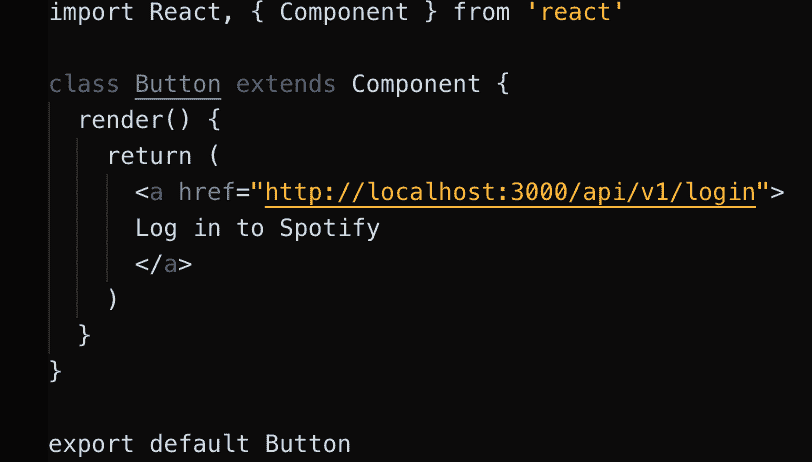 import React, { Component } from 'react'
class Button extends Component {
render() {
return (
<a href="http://localhost:3000/api/v1/login">
Log in to Spotify
</a>
)
}
}
export default Button